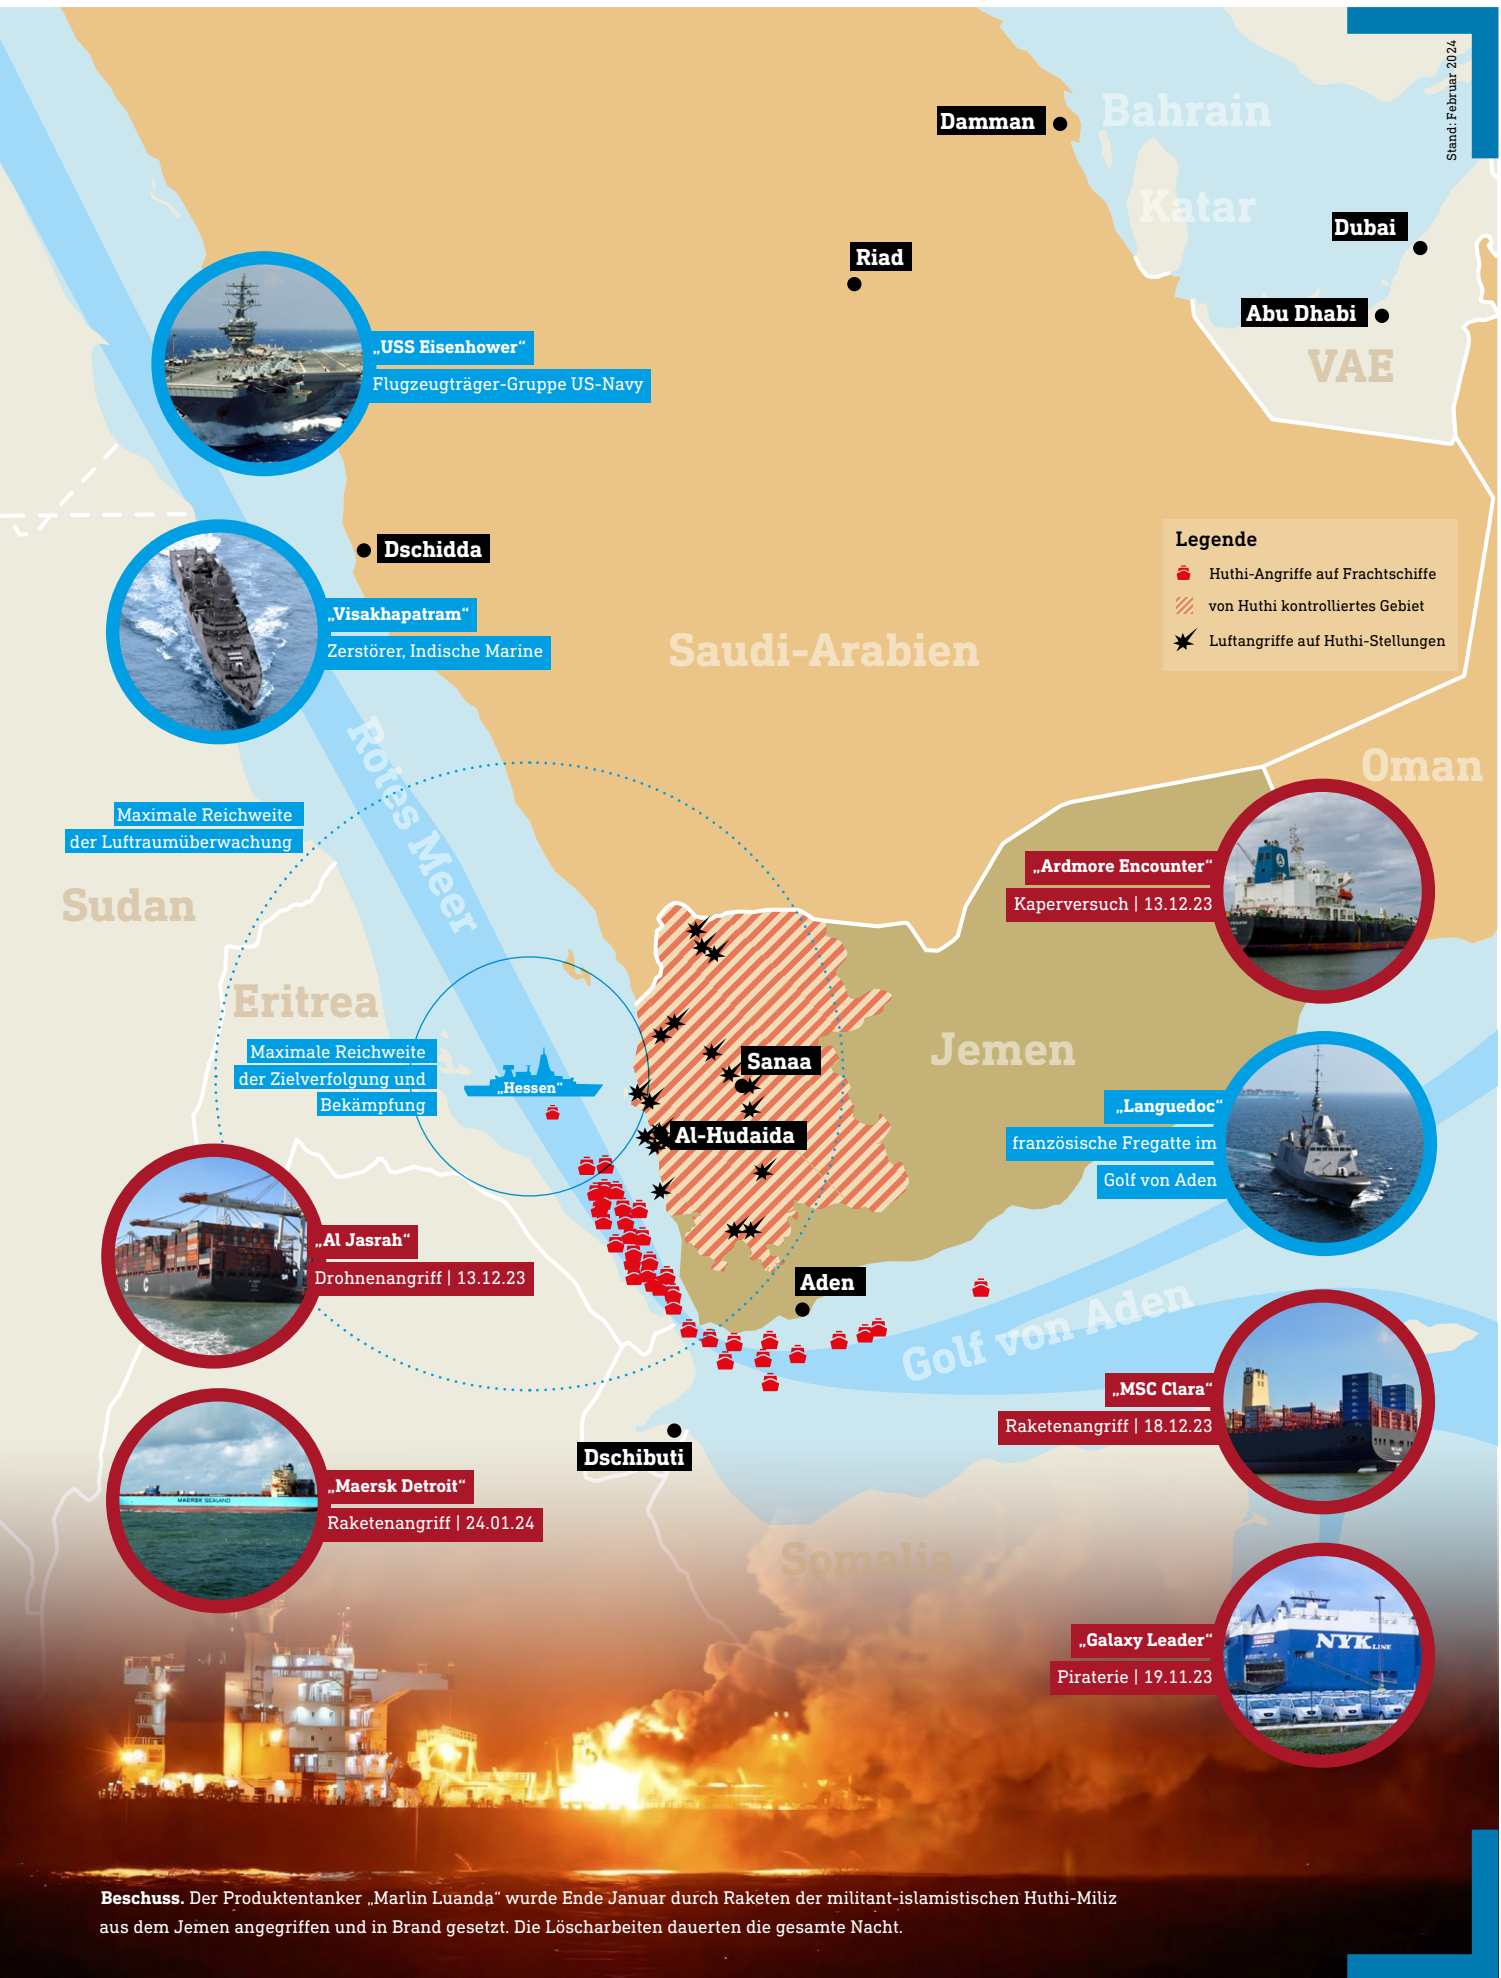 Stand: Februar 2024
Bahrain
Damman
Katar
Dubai
Riad
Abu Dhabi
VAE
„USS Eisenhower“
Flugzeugträger-Gruppe US-Navy
Dschidda
Legende
Huthi-Angriffe auf Frachtschiffe
von Huthi kontrolliertes Gebiet
Luftangriffe auf Huthi-Stellungen
„Visakhapatram“
Zerstörer, Indische Marine
Saudi-Arabien
Rotes Meer
Oman
Maximale Reichweite
der Luftraumüberwachung
Sudan
„Ardmore Encounter“
Kaperversuch | 13.12.23
Eritrea
Jemen
Maximale Reichweite
der Zielverfolgung und
Bekämpfung
„Hessen“
Sanaa
Al-Hudaida
„Languedoc“
französische Fregatte im
Golf von Aden
„Al Jasrah“
Drohnenangriff | 13.12.23
S C
Aden
Golf von Aden
„MSC Clara“
Raketenangriff | 18.12.23
Dschibuti
„Maersk Detroit“
Raketenangriff | 24.01.24
MAERSK SEALAND
Somalia
„Galaxy Leader“
Piraterie | 19.11.23
NYK LINE
Beschuss. Der Produktentanker „Marlin Luanda“ wurde Ende Januar durch Raketen der militant-islamistischen Huthi-Miliz
aus dem Jemen angegriffen und in Brand gesetzt. Die Löscharbeiten dauerten die gesamte Nacht.